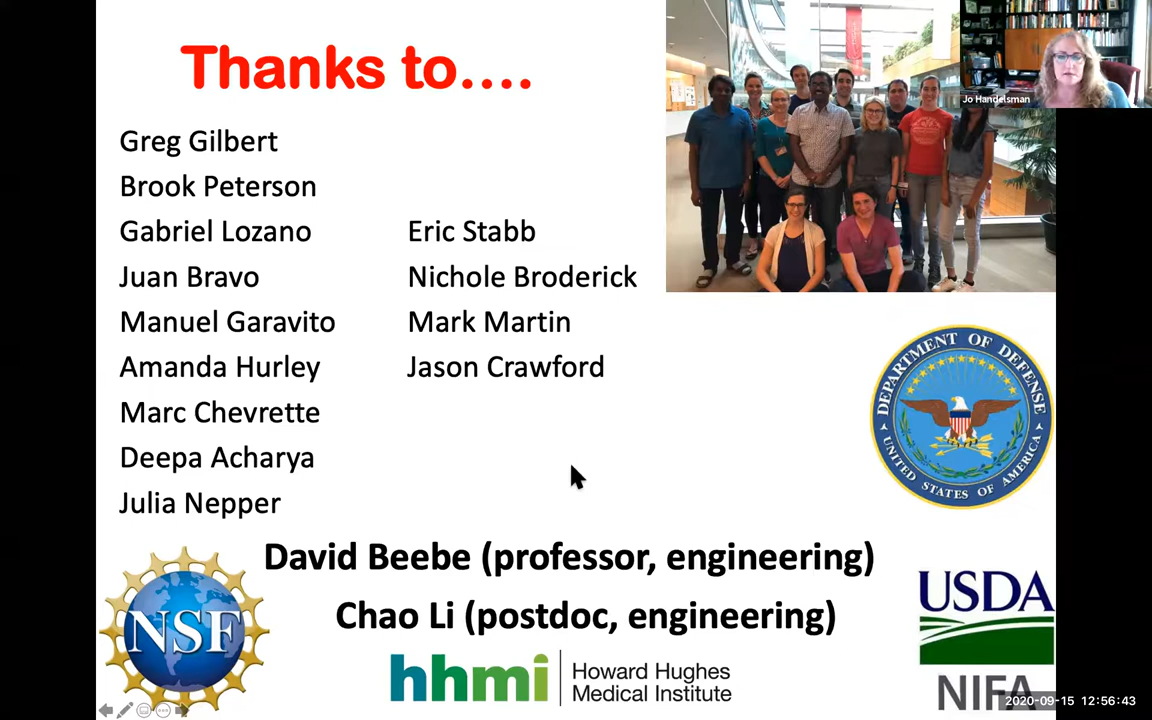 Thanks to....
Jo Handelsman
Greg Gilbert
Brook Peterson
Gabriel Lozano
Juan Bravo
Manuel Garavito
Amanda Hurley
Marc Chevrette
Deepa Acharya
Julia Nepper
Eric Stabb
Nichole Broderick
Mark Martin
Jason Crawford
DEPARTMENT OF DEFENSE
UNITED STATES OF AMERICA
David Beebe (professor, engineering)
Chao Li (postdoc, engineering)
NSF
hhmi
Howard Hughes
Medical Institute
USDA
NIFA
2020-09-15 12:56:43